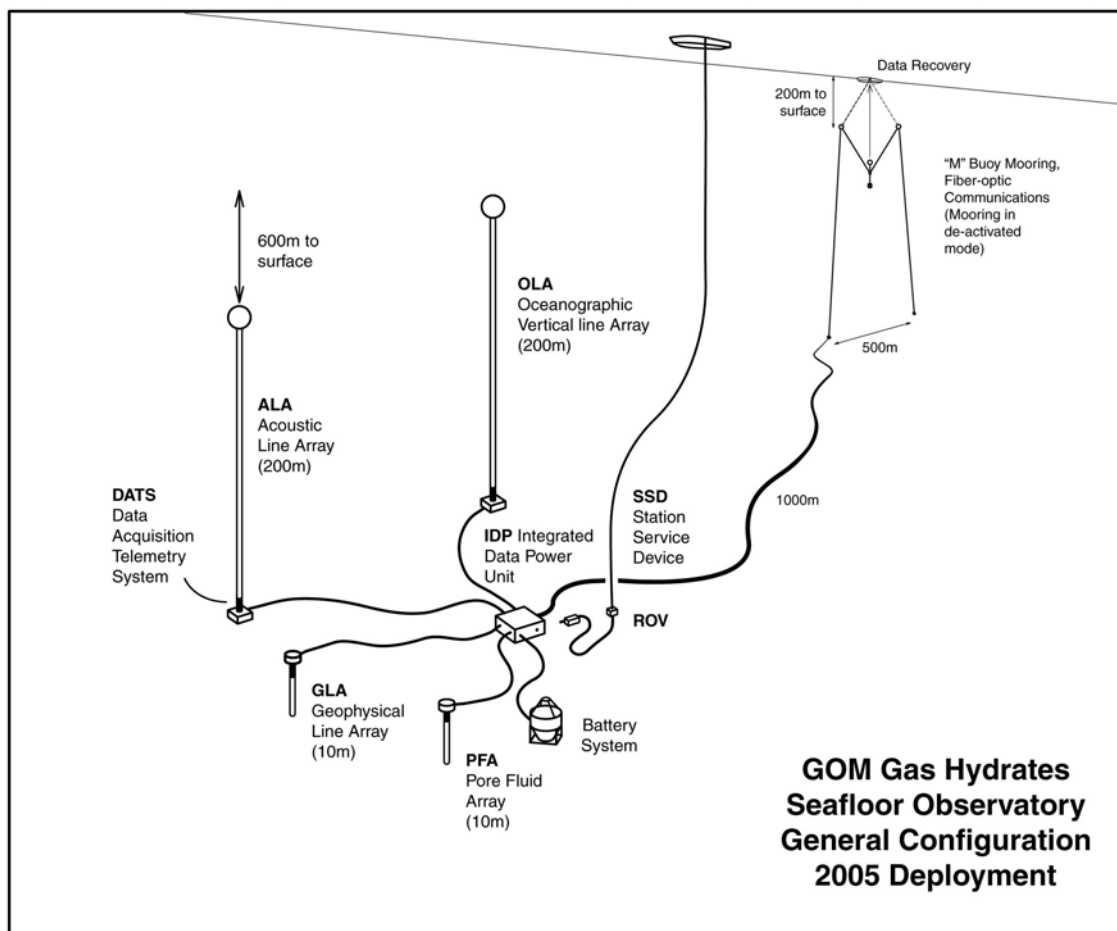 Data Recovery
200m to
surface
"M" Buoy Mooring,
Fiber-optic
Communications
(Mooring in
de-activated
mode)
600m to
surface
OLA
Oceanographic
Vertical line Array
(200m)
500m
ALA
Acoustic
Line Array
(200m)
DATS
Data
Acquisition
Telemetry
System
IDP Integrated
Data Power
Unit
SSD
Station
Service
Device
1000m
ROV
GLA
Geophysical
Line Array
(10m)
PFA
Pore Fluid
Array
(10m)
Battery
System
GOM Gas Hydrates
Seafloor Observatory
General Configuration
2005 Deployment